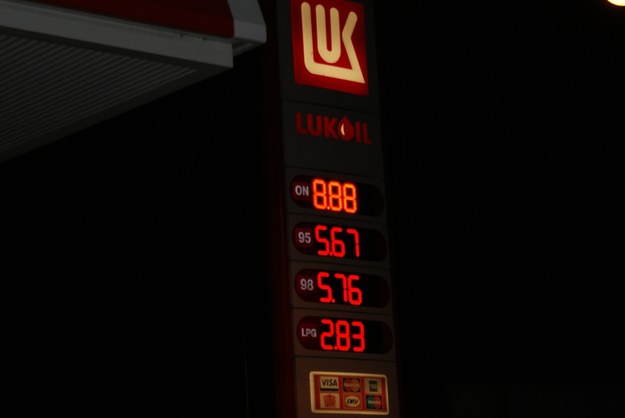 LUK
LUKOIL
ON 8.88
95 5.67
98 5.76
LPG 2.83
VISA